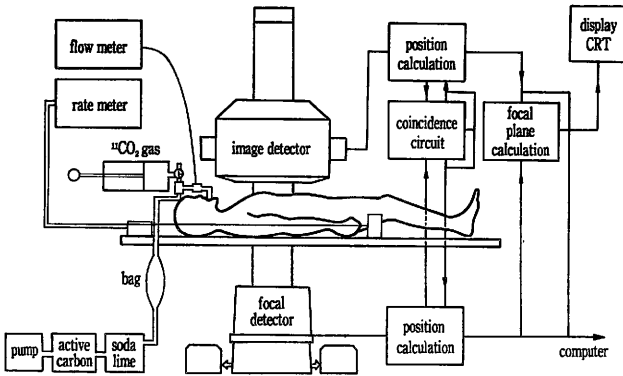 flow meter
rate meter
¹¹CO₂ gas
image detector
position
calculation
coincidence
circuit
focal
plane
calculation
display
CRT
bag
focal
detector
position
calculation
computer
pump
active
carbon
soda
lime